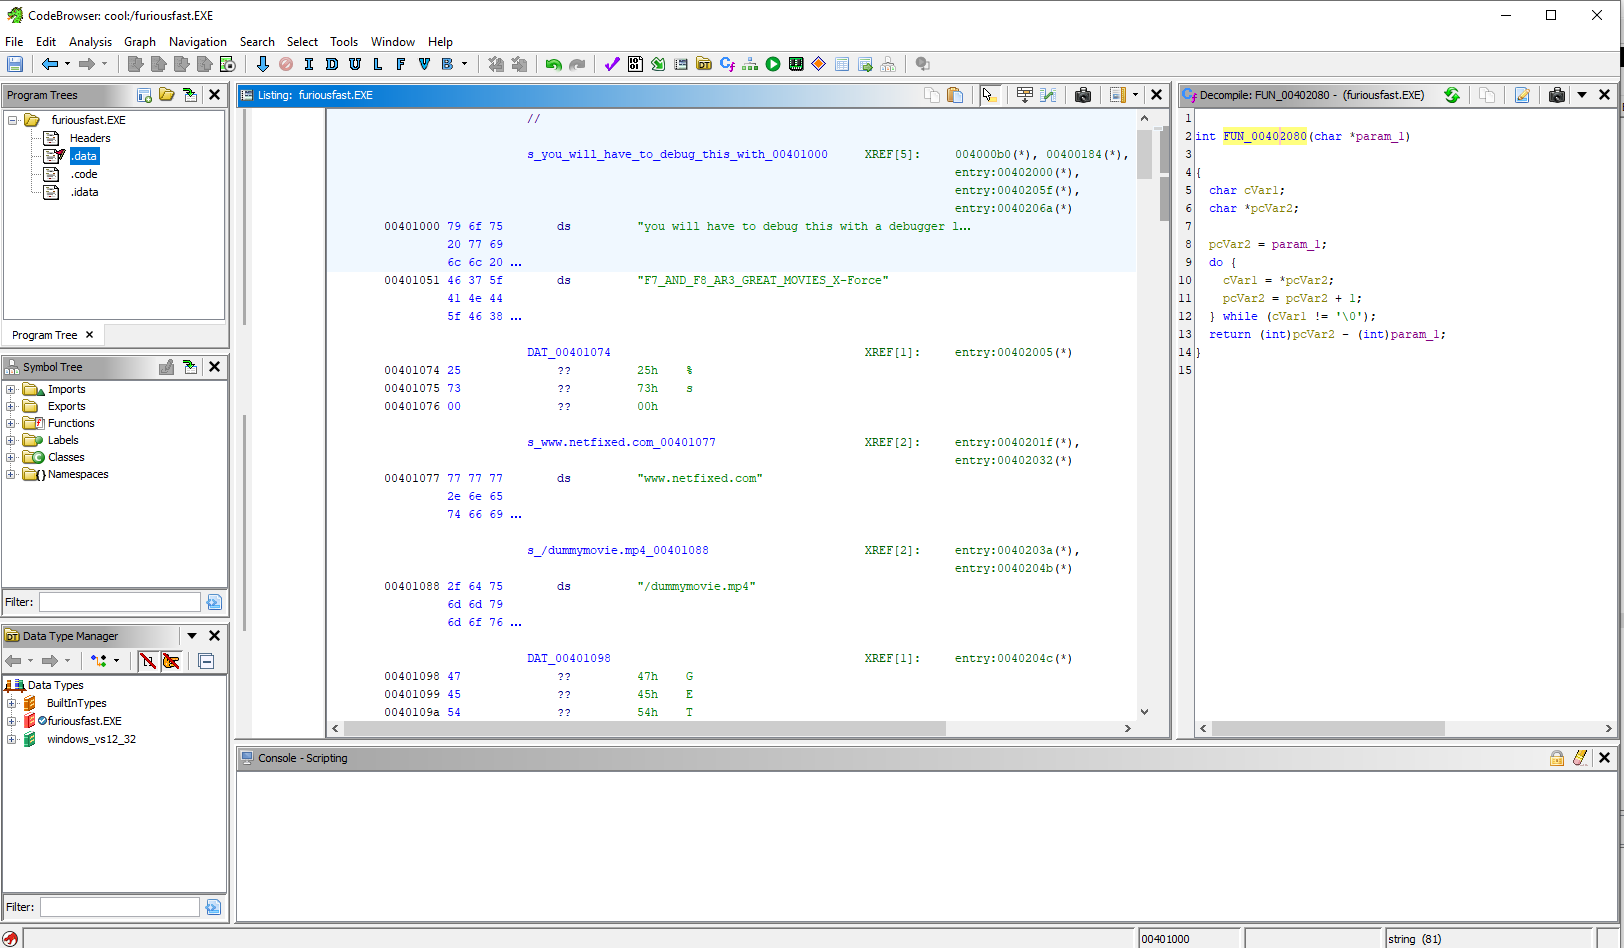 CodeBrowser: cool:/furiousfast.EXE
File Edit Analysis Graph Navigation Search Select Tools Window Help
I D U L F V B
Program Trees
furiousfast.EXE
Headers
.data
.code
.idata
Program Tree
Symbol Tree
Imports
Exports
Functions
Labels
Classes
Namespaces
Filter:
Data Type Manager
Data Types
BuiltInTypes
furiousfast.EXE
windows_vs12_32
Filter:
Listing: furiousfast.EXE
//
s_you_will_have_to_debug_this_with_00401000 XREF[5]: 004000b0(*), 00400184(*),
entry:00402000(*),
entry:0040205f(*),
entry:0040206a(*)
00401000 79 6f 75 ds "you will have to debug this with a debugger l...
20 77 69
6c 6c 20 ...
00401051 46 37 5f ds "F7_AND_F8_AR3_GREAT_MOVIES_X-Force"
41 4e 44
5f 46 38 ...
DAT_00401074 XREF[1]: entry:00402005(*)
00401074 25 ?? 25h %
00401075 73 ?? 73h s
00401076 00 ?? 00h
s_www.netfixed.com_00401077 XREF[2]: entry:0040201f(*),
entry:00402032(*)
00401077 77 77 77 ds "www.netfixed.com"
2e 6e 65
74 66 69 ...
s_/dummymovie.mp4_00401088 XREF[2]: entry:0040203a(*),
entry:0040204b(*)
00401088 2f 64 75 ds "/dummymovie.mp4"
6d 6d 79
6d 6f 76 ...
DAT_00401098 XREF[1]: entry:0040204c(*)
00401098 47 ?? 47h G
00401099 45 ?? 45h E
0040109a 54 ?? 54h T
Decompile: FUN_00402080 - (furiousfast.EXE)
1
2 int FUN_00402080(char *param_1)
3
4 {
5 char cVar1;
6 char *pcVar2;
7
8 pcVar2 = param_1;
9 do {
10 cVar1 = *pcVar2;
11 pcVar2 = pcVar2 + 1;
12 } while (cVar1 != '\0');
13 return (int)pcVar2 - (int)param_1;
14 }
15
Console - Scripting
00401000
string (81)